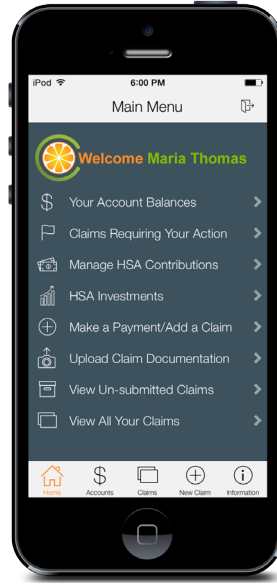 iPod 6:00 PM
Main Menu
Welcome Maria Thomas
Your Account Balances
Claims Requiring Your Action
Manage HSA Contributions
HSA Investments
Make a Payment/Add a Claim
Upload Claim Documentation
View Un-submitted Claims
View All Your Claims
Home Accounts Claims New Claim Information